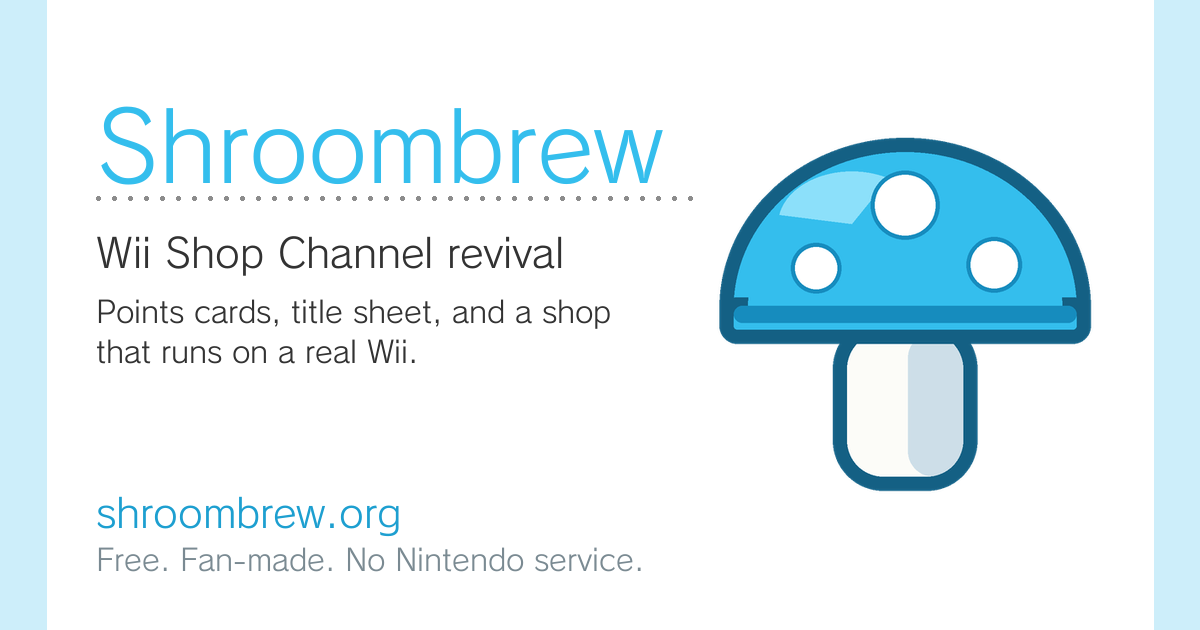 Shroombrew
Wii Shop Channel revival
Points cards, title sheet, and a shop
that runs on a real Wii.
shroombrew.org
Free. Fan-made. No Nintendo service.